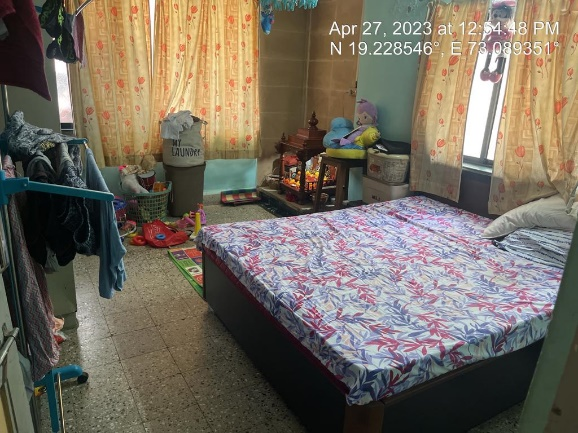 Apr 27, 2023 at 12:54:48 PM
N 19.228546°, E 73.089351°
MY
LAUNDRY